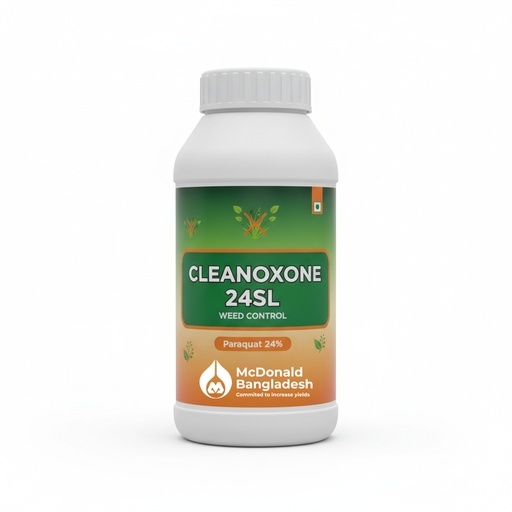 CLEANOXONE
24SL
WEED CONTROL
Paraquat 24%
McDonald
Bangladesh
Commited to increase yields